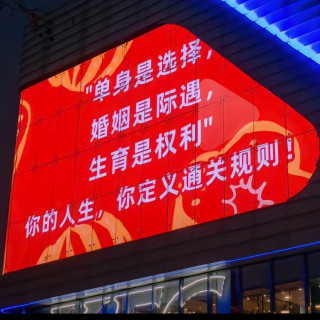 "单身是选择，
婚姻是际遇，
生育是权利"
你的人生，你定义通关规则！